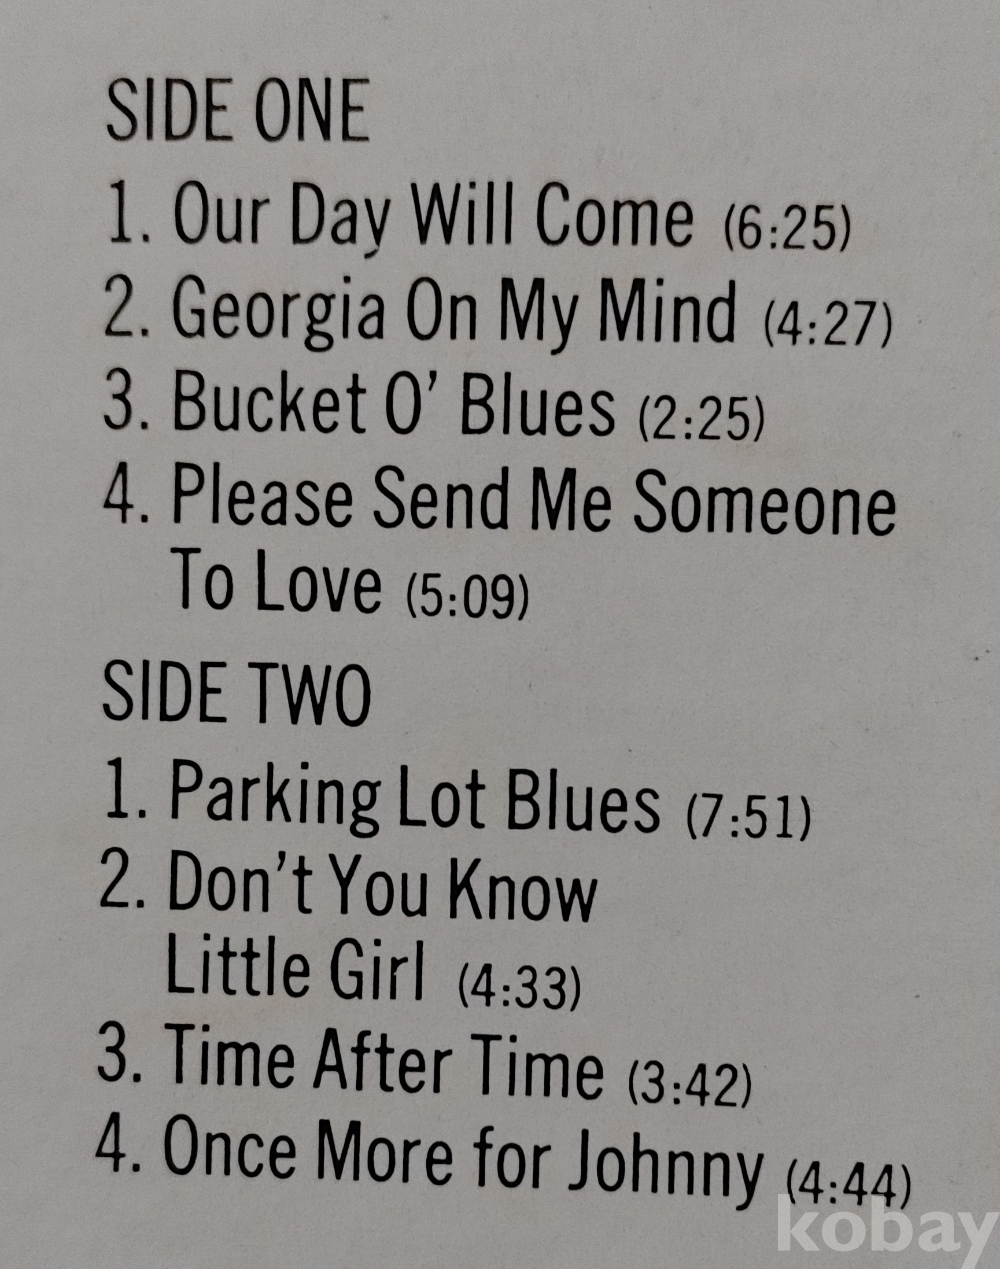 SIDE ONE
1. Our Day Will Come (6:25)
2. Georgia On My Mind (4:27)
3. Bucket O' Blues (2:25)
4. Please Send Me Someone
To Love (5:09)
SIDE TWO
1. Parking Lot Blues (7:51)
2. Don't You Know
Little Girl (4:33)
3. Time After Time (3:42)
4. Once More for Johnny (4:44)
kobay